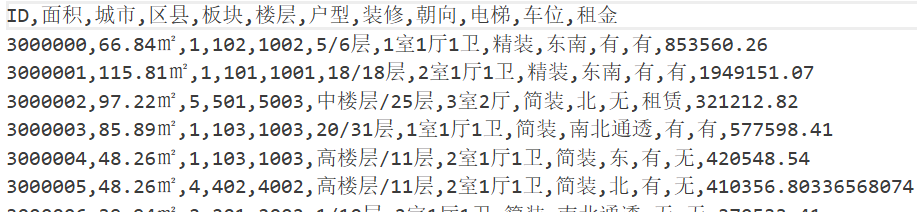 ID,面积,城市,区县,板块,楼层,户型,装修,朝向,电梯,车位,租金
3000000,66.84㎡,1,102,1002,5/6层,1室1厅1卫,精装,东南,有,有,853560.26
3000001,115.81㎡,1,101,1001,18/18层,2室1厅1卫,精装,东南,有,有,1949151.07
3000002,97.22㎡,5,501,5003,中楼层/25层,3室2厅,简装,北,无,租赁,321212.82
3000003,85.89㎡,1,103,1003,20/31层,1室1厅1卫,简装,南北通透,有,有,577598.41
3000004,48.26㎡,1,103,1003,高楼层/11层,2室1厅1卫,简装,东,有,无,420548.54
3000005,48.26㎡,4,402,4002,高楼层/11层,2室1厅1卫,简装,北,有,无,410356.80336568074